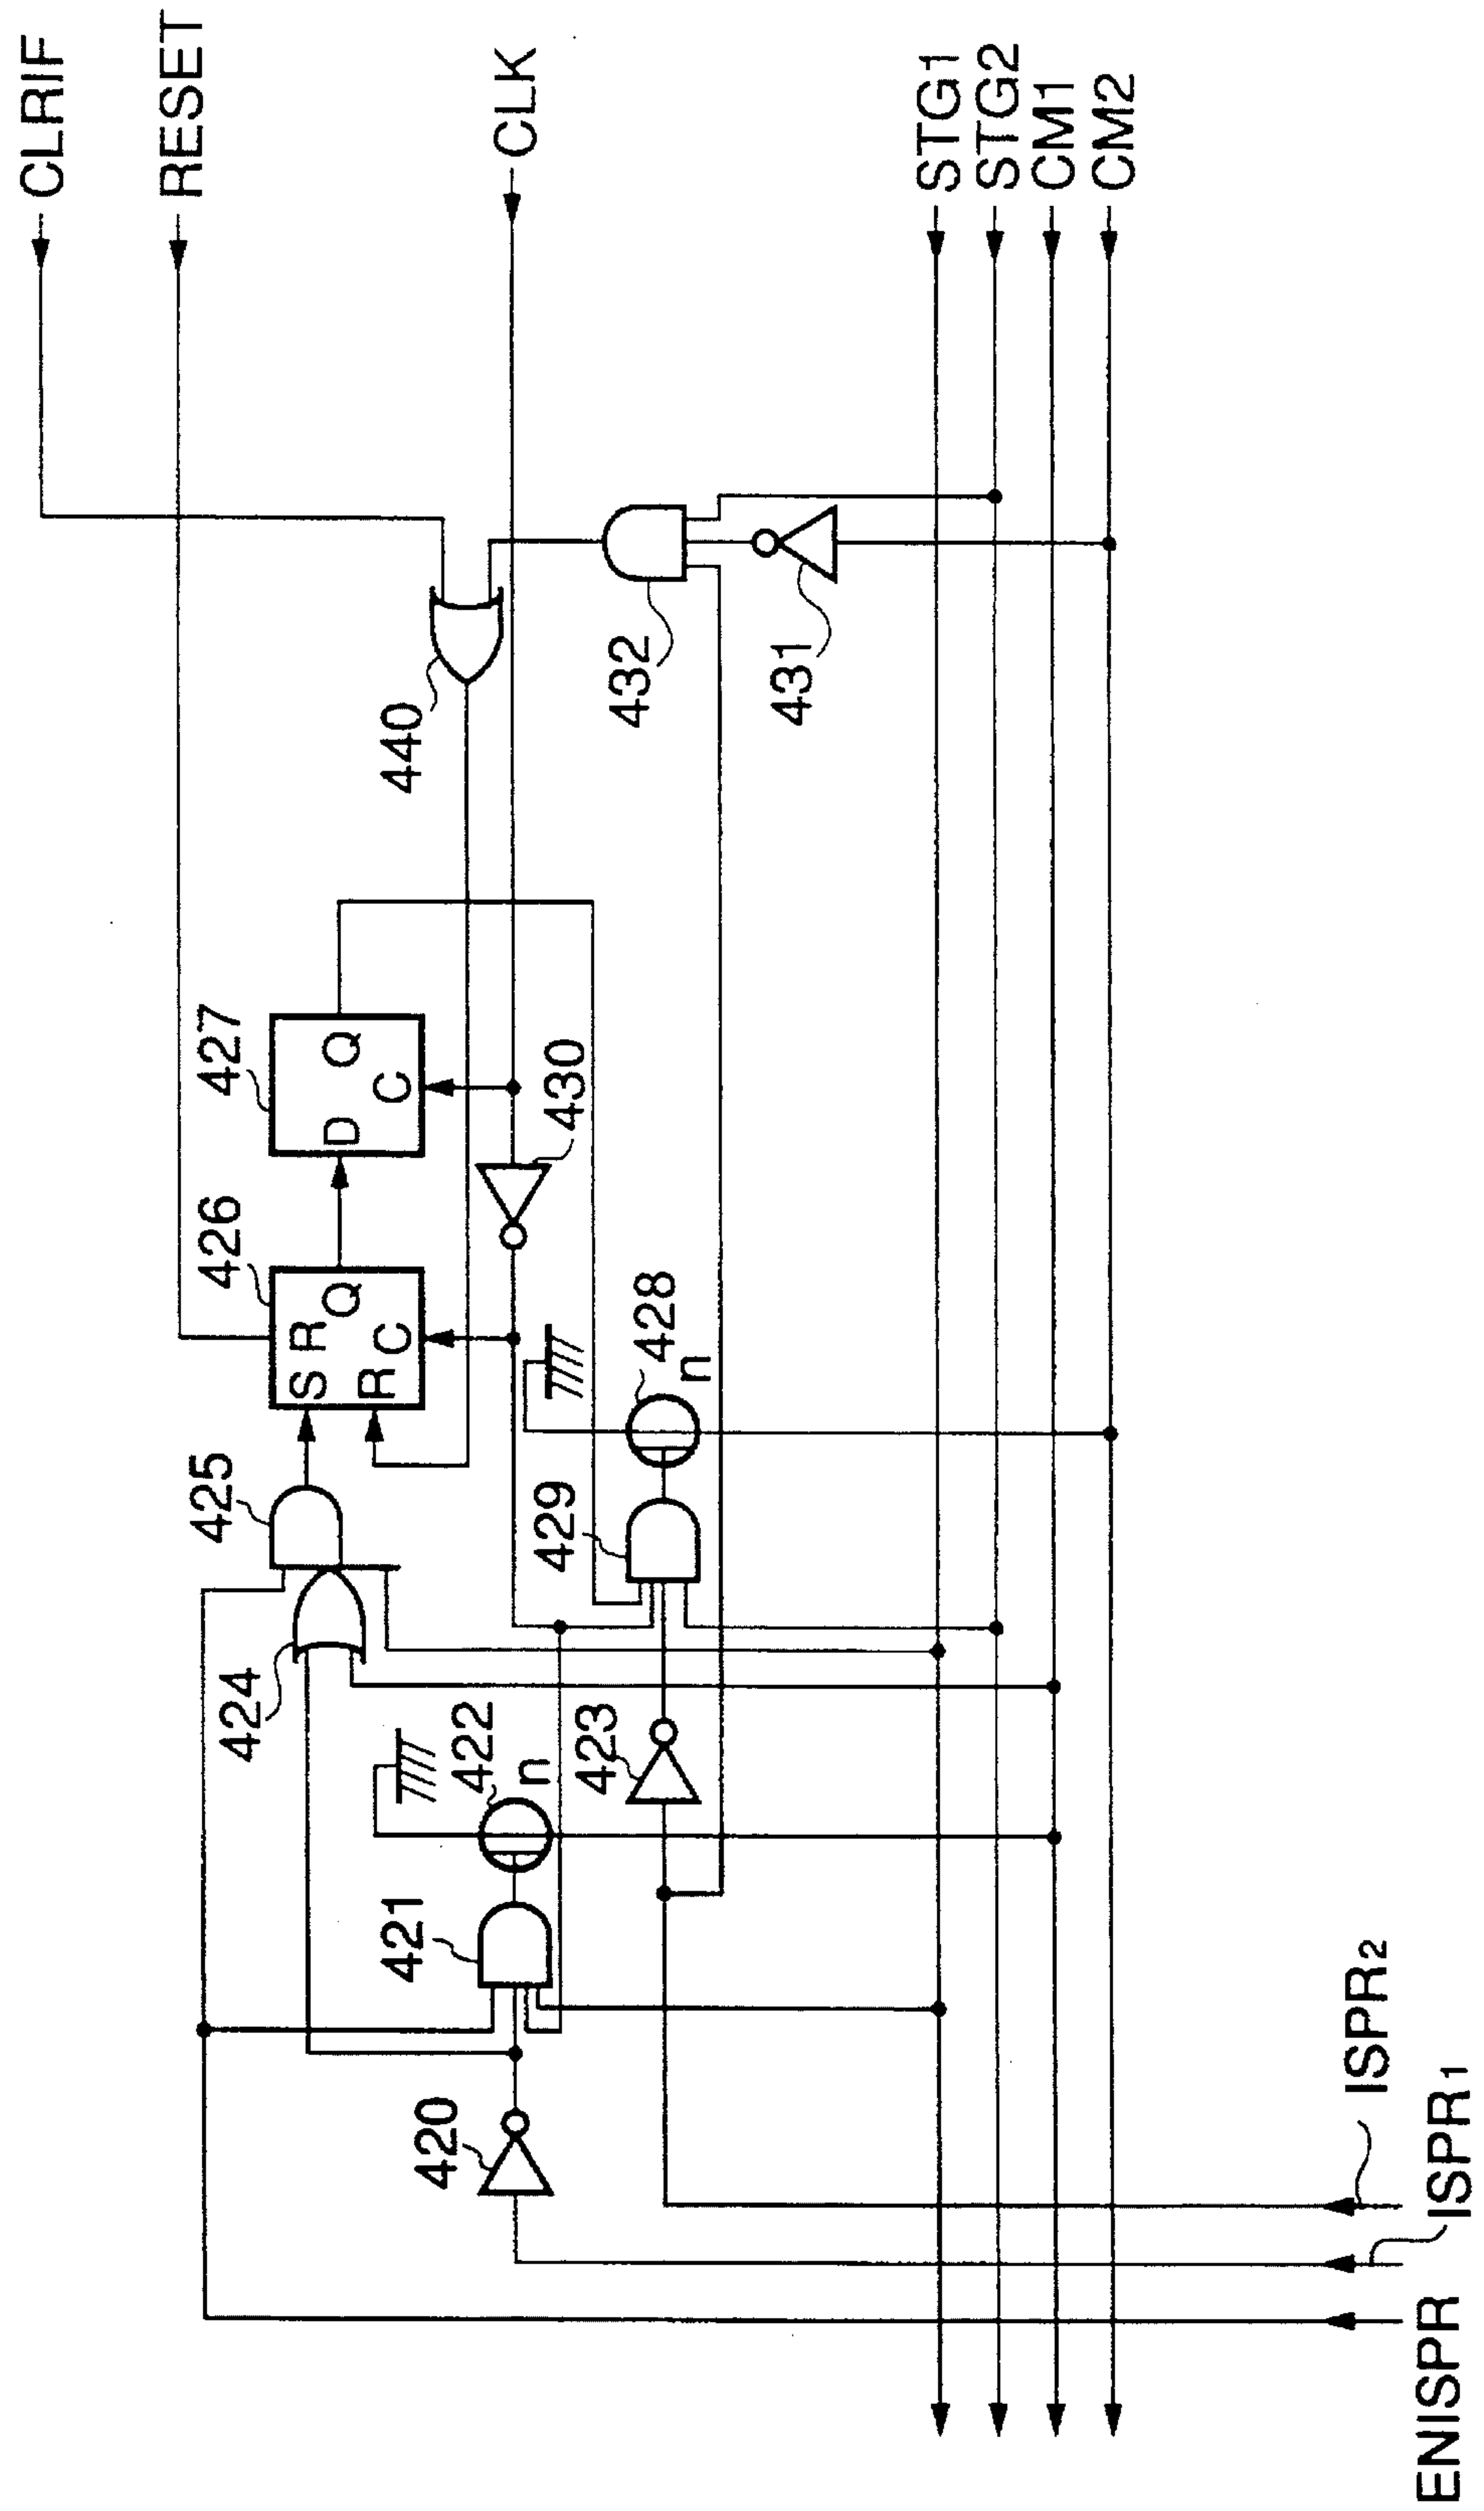 CLRIF
RESET
CLK
STG1
STG2
CM1
CM2
440
432
431
427
D Q
C
430
426
S R
Q
R C
428
n
425
429
424
422
n
423
421
420
ISPR2
ISPR1
ENISPR